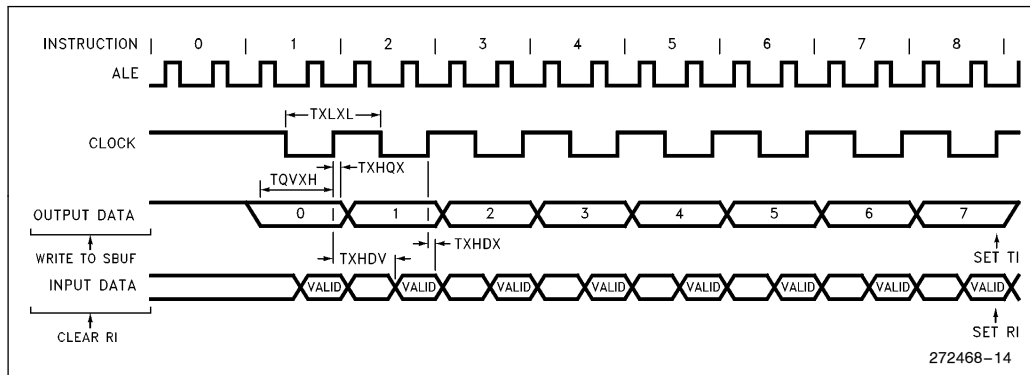 INSTRUCTION | 0 | 1 | 2 | 3 | 4 | 5 | 6 | 7 | 8 |
ALE
TXLXL
CLOCK
TXHQX
TQVXH
OUTPUT DATA 0 1 2 3 4 5 6 7
WRITE TO SBUF TXHDV TXHDX SET TI
INPUT DATA VALID VALID VALID VALID VALID VALID VALID VALID
CLEAR RI SET RI
272468-14